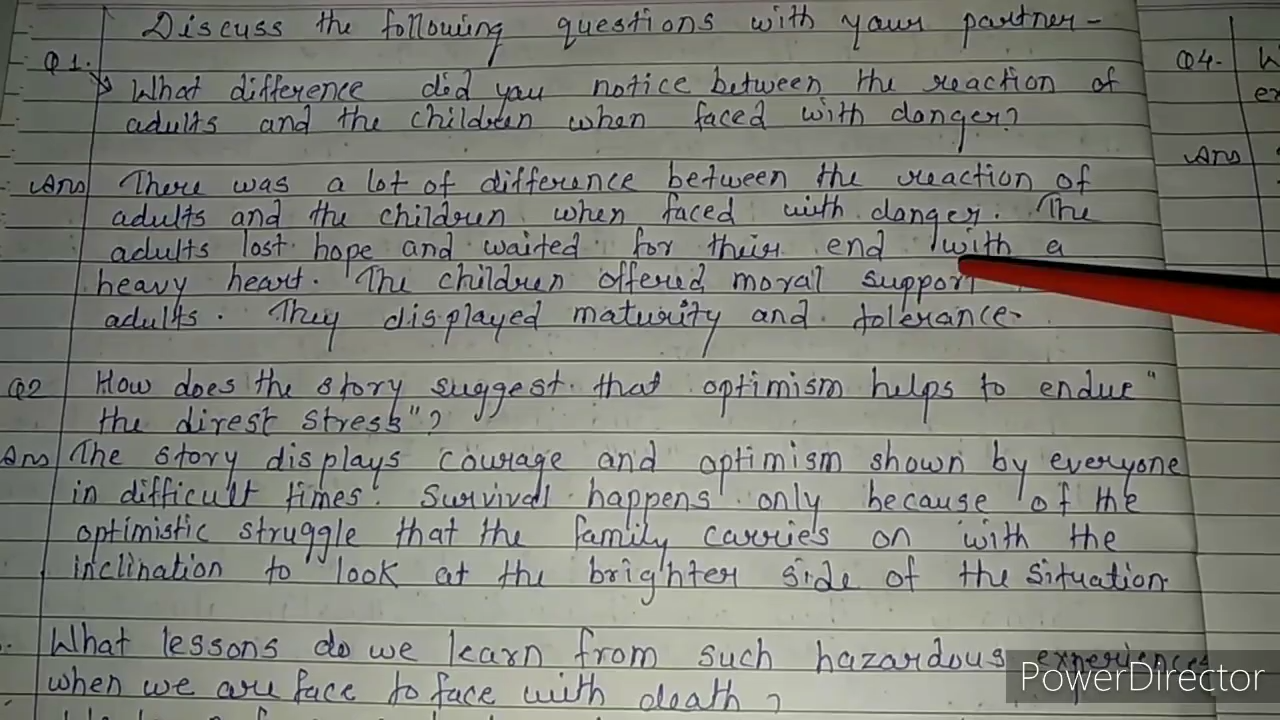 Discuss the following questions with your partner-
Q1.
What difference did you notice between the reaction of
adults and the children when faced with danger?
Ans There was a lot of difference between the reaction of
adults and the children when faced with danger. The
adults lost hope and waited for their end with a
heavy heart. The children offered moral support
adults. They displayed maturity and tolerance.
Q2 How does the story suggest that optimism helps to endue "
the direst stress"?
Ans The story displays courage and optimism shown by everyone
in difficult times. Survival happens only because of the
optimistic struggle that the family carries on with the
inclination to look at the brighter side of the situation.
What lessons do we learn from such hazardous experiences
when we are face to face with death?
Q4-
Ans
PowerDirector